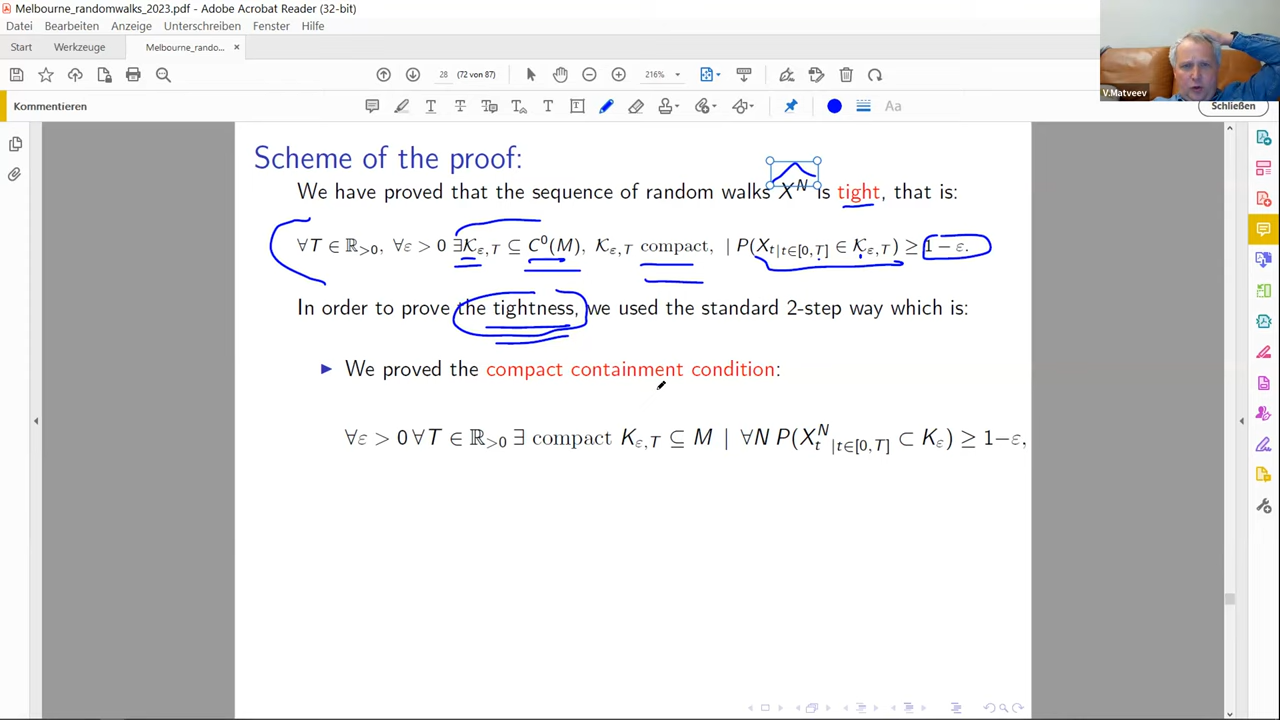 Melbourne_randomwalks_2023.pdf - Adobe Acrobat Reader (32-bit)
Datei Bearbeiten Anzeige Unterschreiben Fenster Hilfe
Start Werkzeuge Melbourne_rando... ×
28 (72 von 87) 216%
V.Matveev
Kommentieren Aa Schließen
Scheme of the proof:
We have proved that the sequence of random walks X^N is tight, that is:
∀T ∈ ℝ_{>0}, ∀ε > 0 ∃𝒦_{ε,T} ⊆ C^0(M), 𝒦_{ε,T} compact, | P(X_{t|t∈[0,T]} ∈ 𝒦_{ε,T}) ≥ 1 − ε.
In order to prove the tightness, we used the standard 2-step way which is:
▶ We proved the compact containment condition:
∀ε > 0 ∀T ∈ ℝ_{>0} ∃ compact K_{ε,T} ⊆ M | ∀N P(X^N_{t |t∈[0,T]} ⊂ K_ε) ≥ 1−ε,